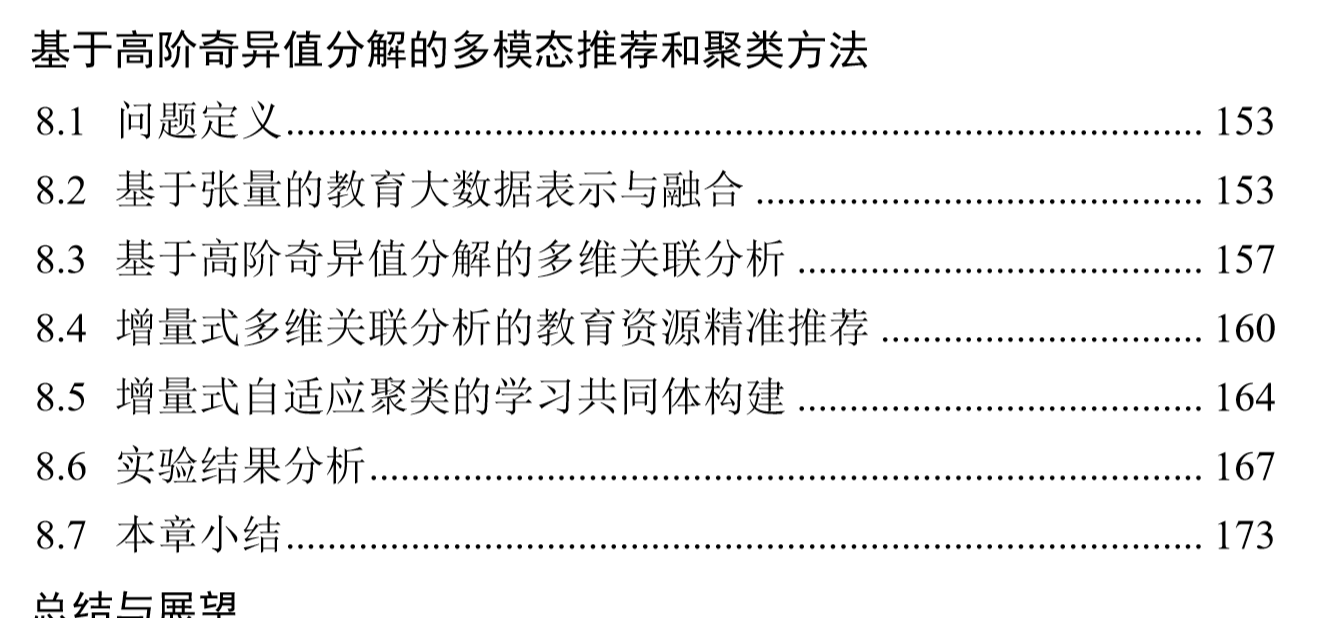 基于高阶奇异值分解的多模态推荐和聚类方法
8.1 问题定义........................................................................................ 153
8.2 基于张量的教育大数据表示与融合 ........................................... 153
8.3 基于高阶奇异值分解的多维关联分析 ....................................... 157
8.4 增量式多维关联分析的教育资源精准推荐 ............................... 160
8.5 增量式自适应聚类的学习共同体构建 ....................................... 164
8.6 实验结果分析................................................................................ 167
8.7 本章小结........................................................................................ 173
总结与展望